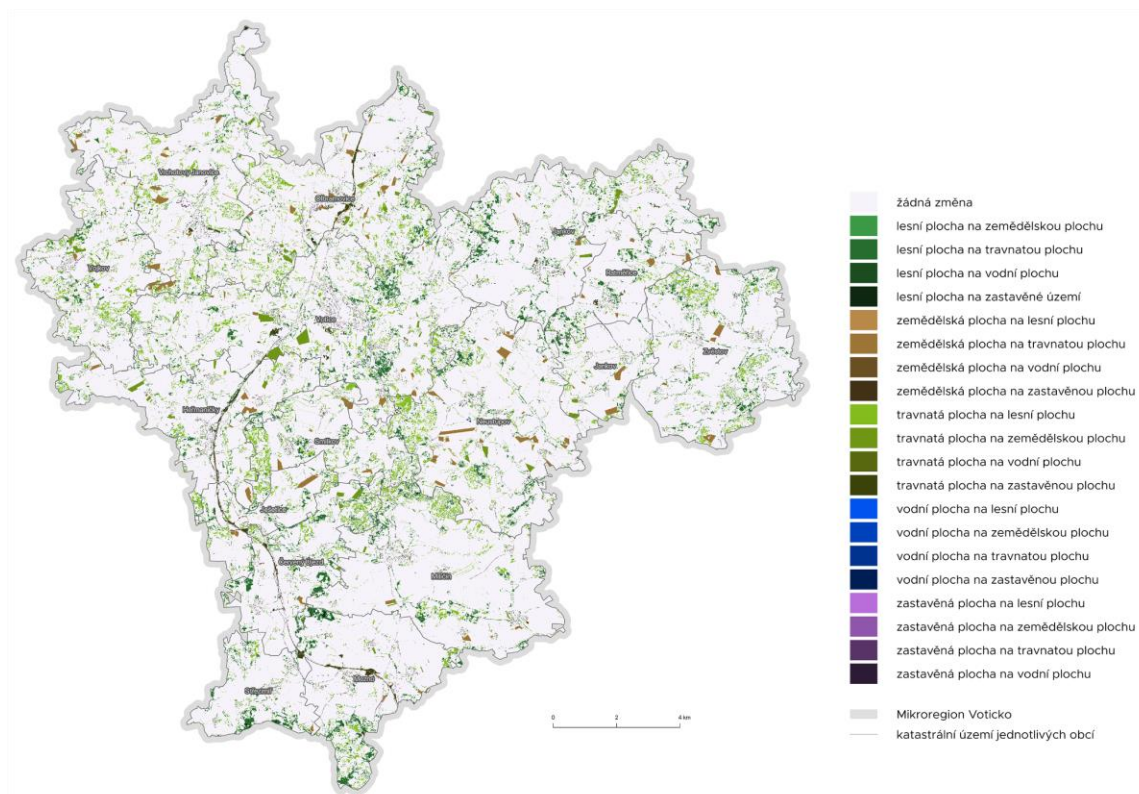 Vrchotovy Janovice
Olbramovice
Ratměřice
Votice
Zvěstov
Jankov
Heřmaničky
Neustupov
Smilkov
Ješetice
Červený Újezd
Miličín
Mezno
Střezimíř
0
2
4 km
žádná změna
lesní plocha na zemědělskou plochu
lesní plocha na travnatou plochu
lesní plocha na vodní plochu
lesní plocha na zastavěné území
zemědělská plocha na lesní plochu
zemědělská plocha na travnatou plochu
zemědělská plocha na vodní plochu
zemědělská plocha na zastavěnou plochu
travnatá plocha na lesní plochu
travnatá plocha na zemědělskou plochu
travnatá plocha na vodní plochu
travnatá plocha na zastavěnou plochu
vodní plocha na lesní plochu
vodní plocha na zemědělskou plochu
vodní plocha na travnatou plochu
vodní plocha na zastavěnou plochu
zastavěná plocha na lesní plochu
zastavěná plocha na zemědělskou plochu
zastavěná plocha na travnatou plochu
zastavěná plocha na vodní plochu
Mikroregion Voticko
katastrální území jednotlivých obcí